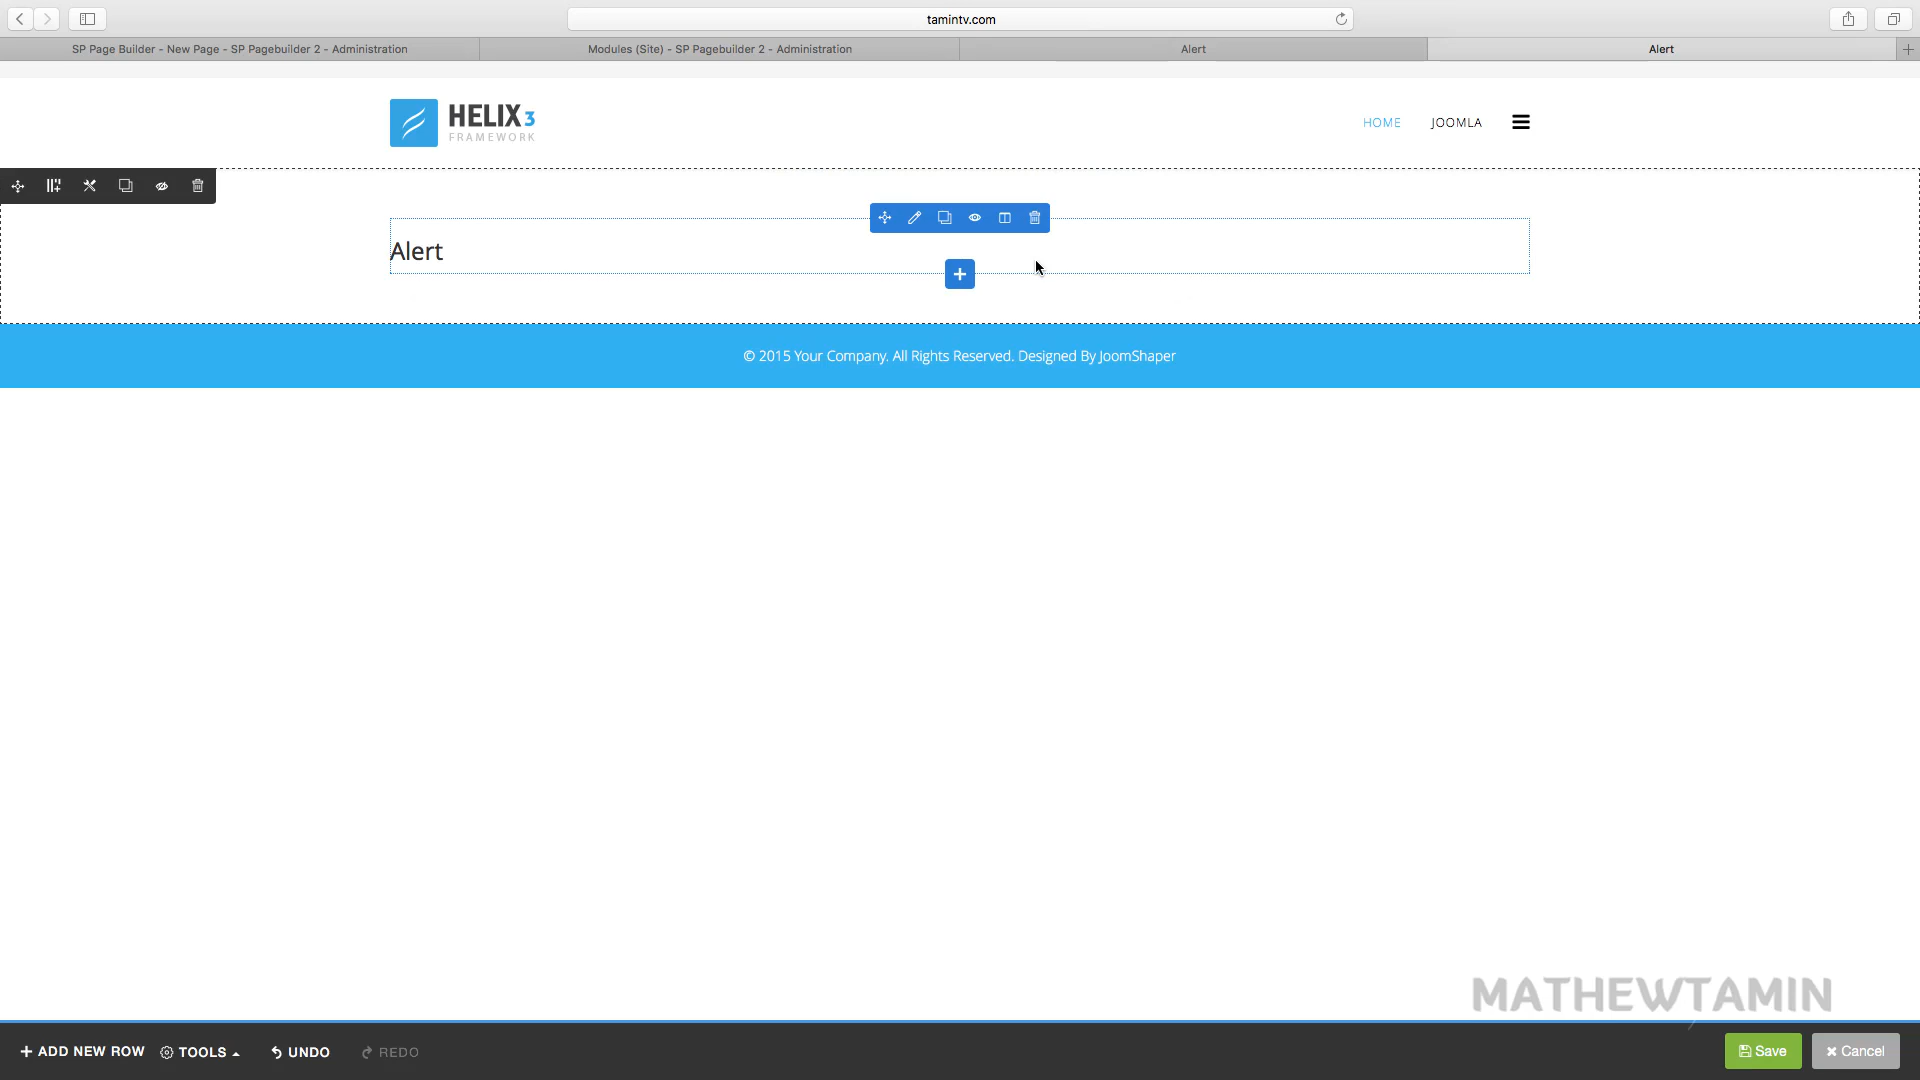 tamintv.com
SP Page Builder - New Page - SP Pagebuilder 2 - Administration
Modules (Site) - SP Pagebuilder 2 - Administration
Alert
Alert
HELIX3
FRAMEWORK
HOME
JOOMLA
Alert
© 2015 Your Company. All Rights Reserved. Designed By JoomShaper
MATHEWTAMIN
ADD NEW ROW
TOOLS
UNDO
REDO
Save
Cancel